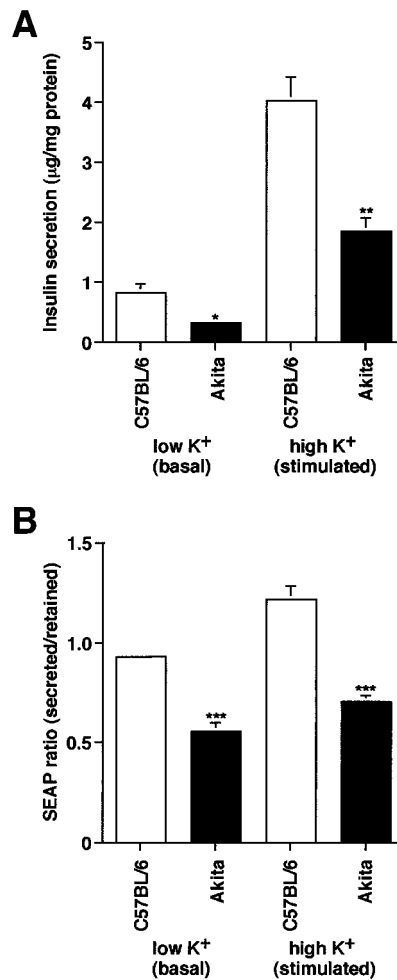 A
Insulin secretion (µg/mg protein)
5
4
3
2
1
0
*
**
C57BL/6
Akita
C57BL/6
Akita
low K+
(basal)
high K+
(stimulated)
B
SEAP ratio (secreted/retained)
1.5
1.0
0.5
0
***
***
C57BL/6
Akita
C57BL/6
Akita
low K+
(basal)
high K+
(stimulated)